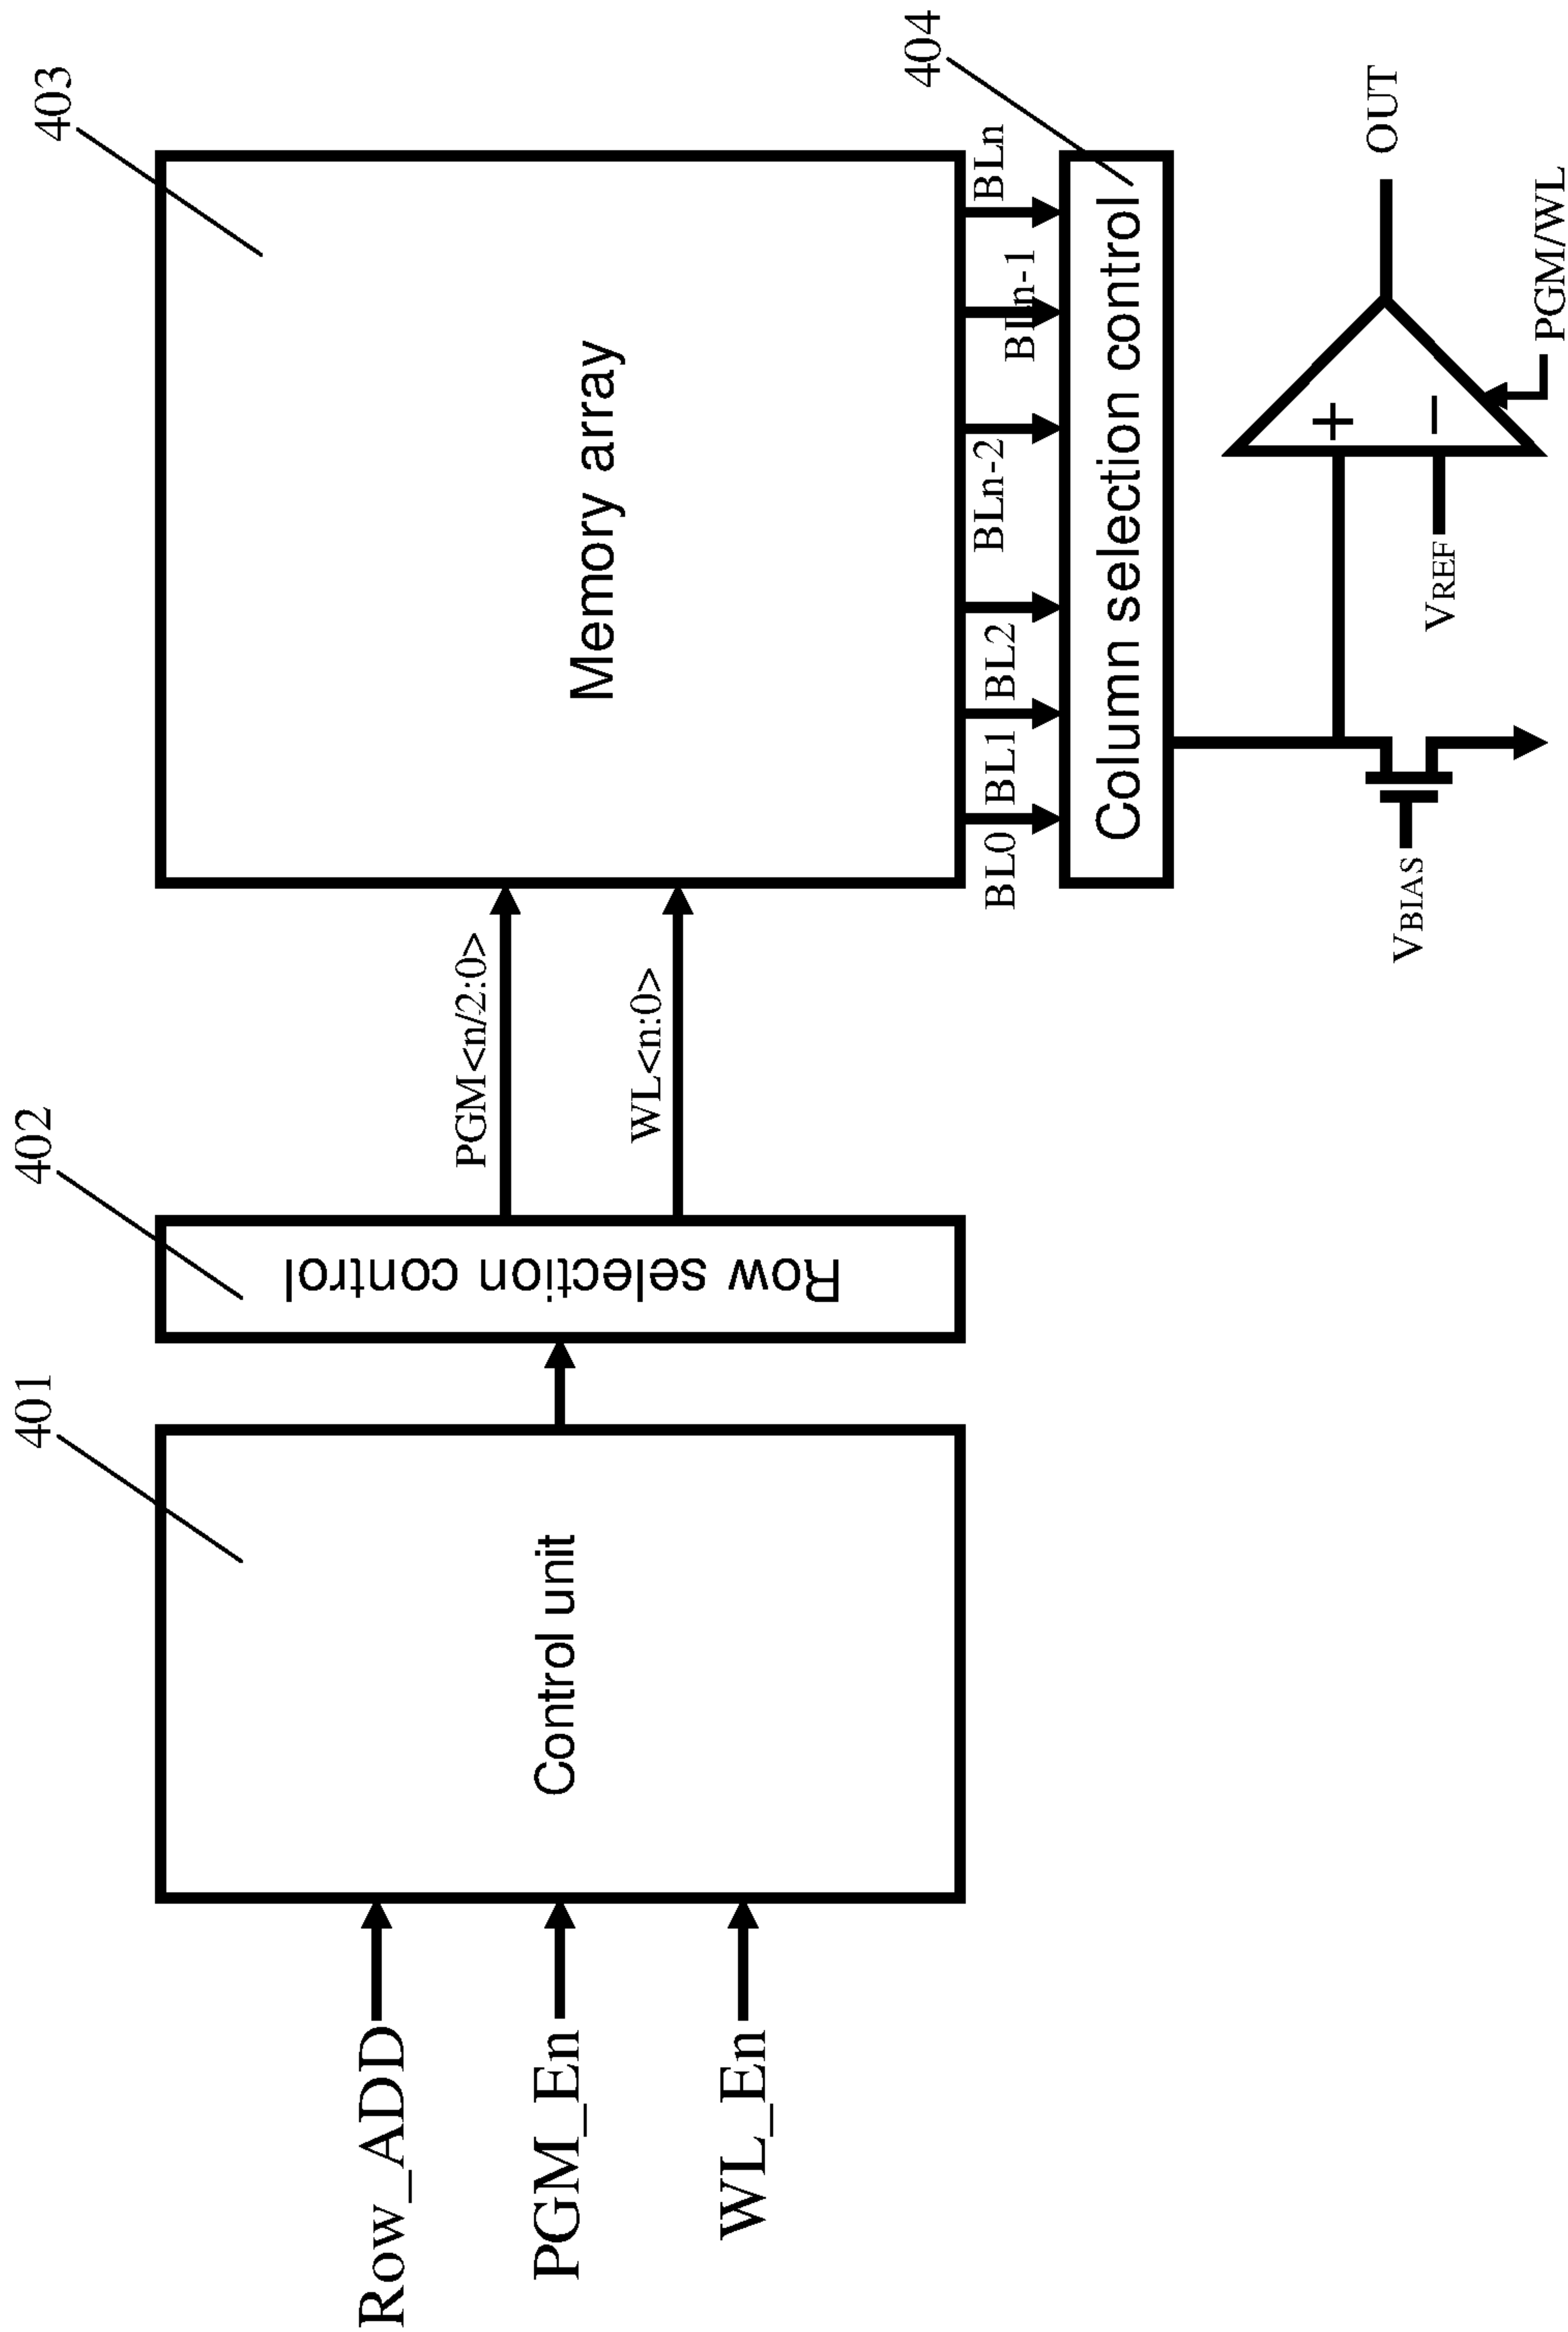 401
402
403
Row_ADD
PGM_En
WL_En
Control unit
Row selection control
PGM<n/2:0>
WL<n:0>
Memory array
BL0
BL1
BL2
BLn-2
BLn-1
BLn
404
Column selection control
VBIAS
VREF
+
−
OUT
PGM/WL